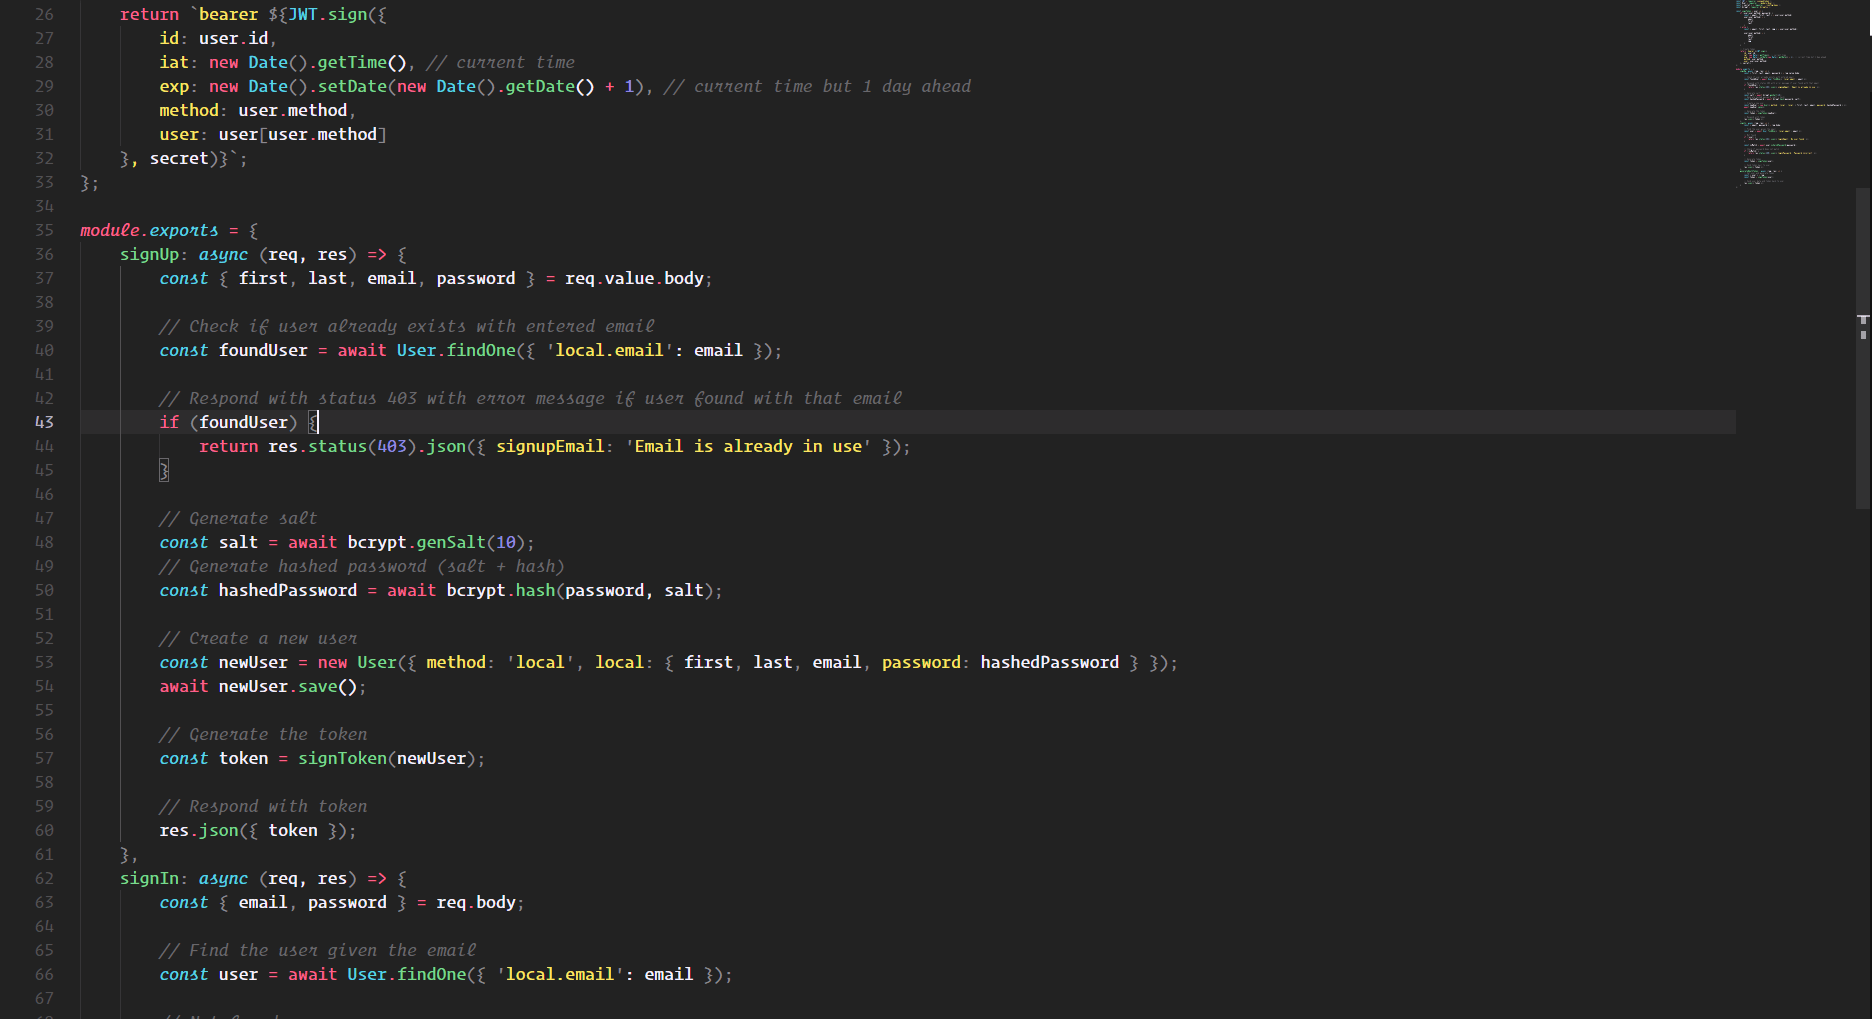 26 return `bearer ${JWT.sign({
27 id: user.id,
28 iat: new Date().getTime(), // current time
29 exp: new Date().setDate(new Date().getDate() + 1), // current time but 1 day ahead
30 method: user.method,
31 user: user[user.method]
32 }, secret)}`;
33 };
34
35 module.exports = {
36 signUp: async (req, res) => {
37 const { first, last, email, password } = req.value.body;
38
39 // Check if user already exists with entered email
40 const foundUser = await User.findOne({ 'local.email': email });
41
42 // Respond with status 403 with error message if user found with that email
43 if (foundUser) {
44 return res.status(403).json({ signupEmail: 'Email is already in use' });
45 }
46
47 // Generate salt
48 const salt = await bcrypt.genSalt(10);
49 // Generate hashed password (salt + hash)
50 const hashedPassword = await bcrypt.hash(password, salt);
51
52 // Create a new user
53 const newUser = new User({ method: 'local', local: { first, last, email, password: hashedPassword } });
54 await newUser.save();
55
56 // Generate the token
57 const token = signToken(newUser);
58
59 // Respond with token
60 res.json({ token });
61 },
62 signIn: async (req, res) => {
63 const { email, password } = req.body;
64
65 // Find the user given the email
66 const user = await User.findOne({ 'local.email': email });
67